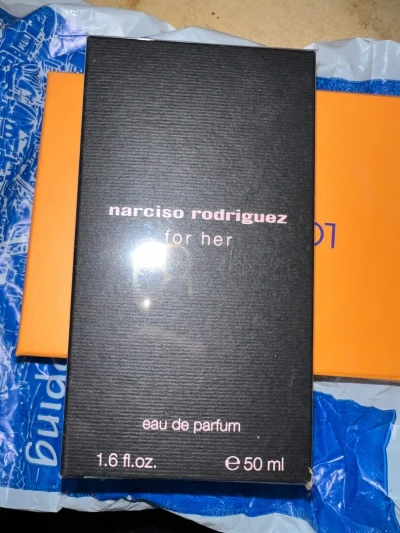 narciso rodriguez
for her
eau de parfum
1.6 fl.oz.
℮ 50 ml